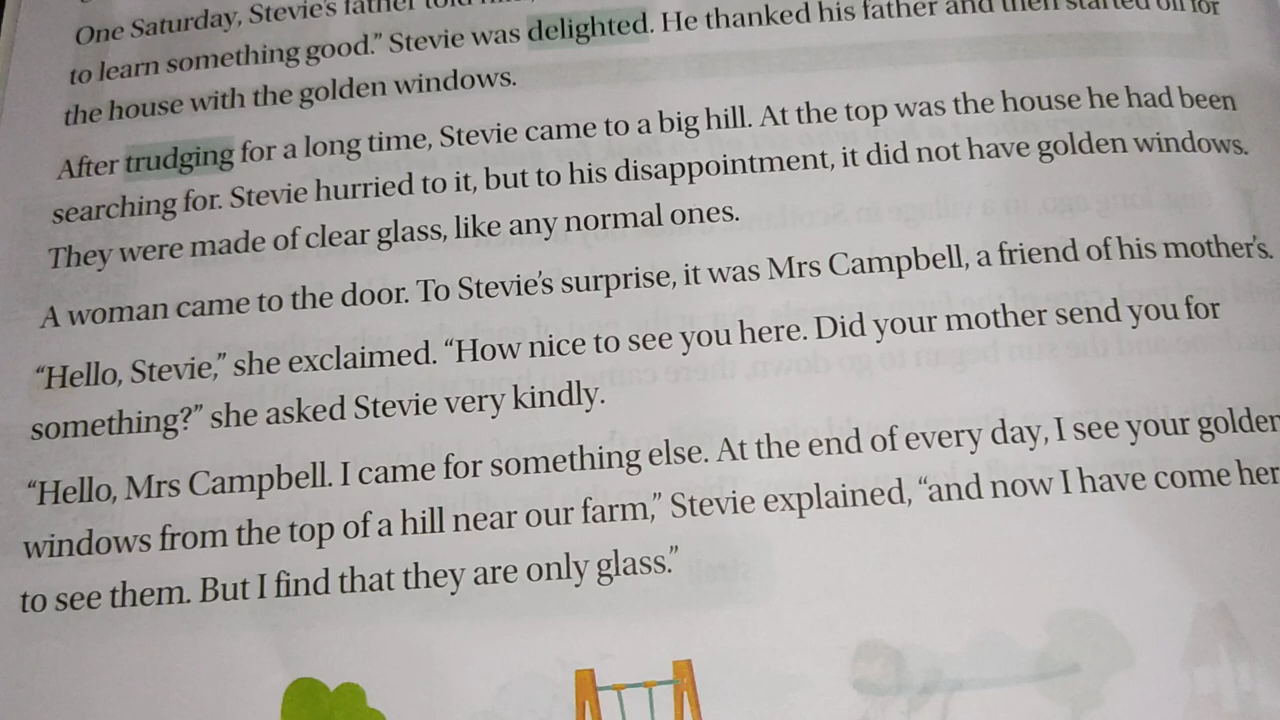 One Saturday, Stevie's father told
to learn something good.” Stevie was delighted. He thanked his father and then started off for
the house with the golden windows.
After trudging for a long time, Stevie came to a big hill. At the top was the house he had been
searching for. Stevie hurried to it, but to his disappointment, it did not have golden windows.
They were made of clear glass, like any normal ones.
A woman came to the door. To Stevie's surprise, it was Mrs Campbell, a friend of his mother's.
“Hello, Stevie,” she exclaimed. “How nice to see you here. Did your mother send you for
something?” she asked Stevie very kindly.
“Hello, Mrs Campbell. I came for something else. At the end of every day, I see your golden
windows from the top of a hill near our farm,” Stevie explained, “and now I have come her
to see them. But I find that they are only glass.”